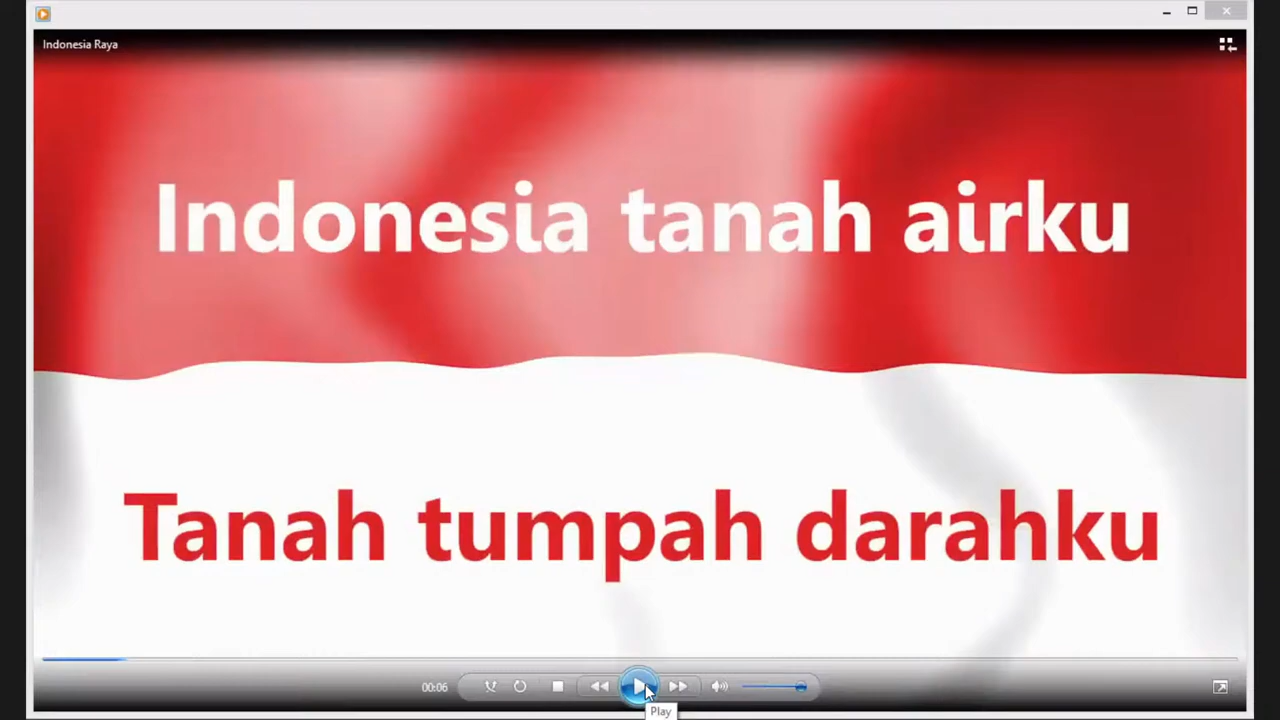 Indonesia Raya
Indonesia tanah airku
Tanah tumpah darahku
00:06
Play